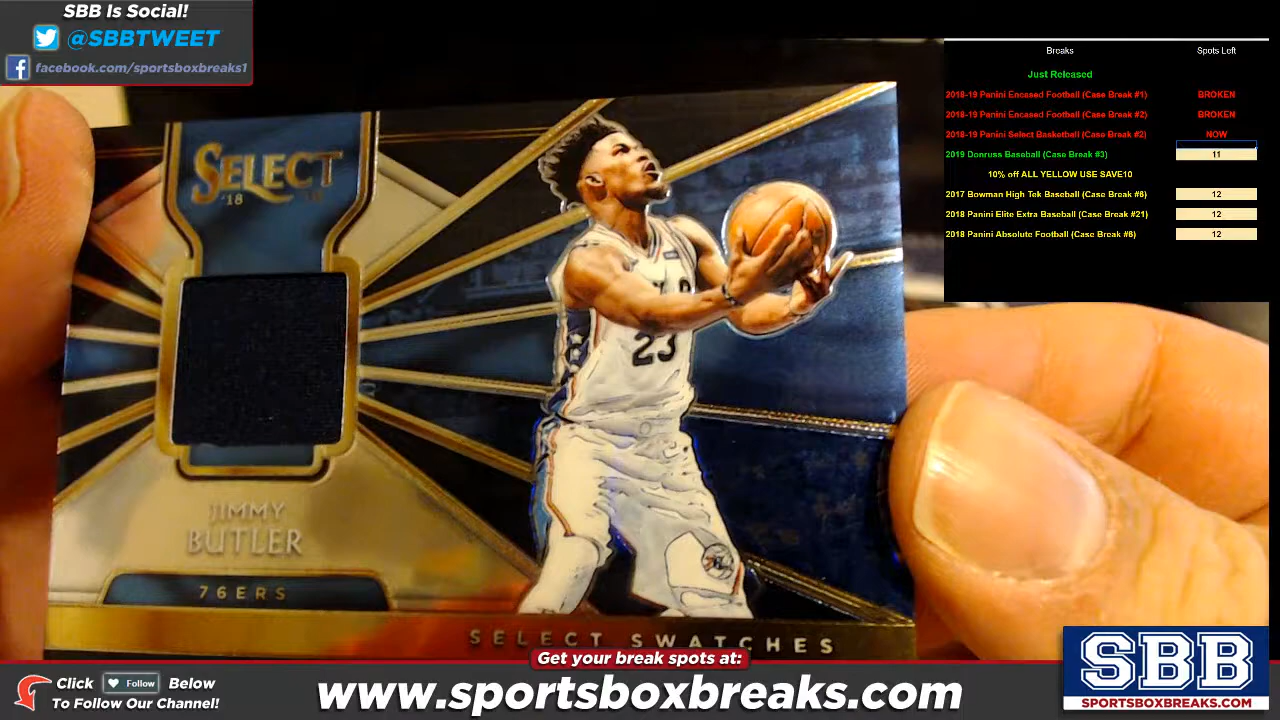 SBB Is Social!
@SBBTWEET
facebook.com/sportsboxbreaks1
Breaks Spots Left
Just Released
2018-19 Panini Encased Football (Case Break #1) BROKEN
2018-19 Panini Encased Football (Case Break #2) BROKEN
2018-19 Panini Select Basketball (Case Break #2) NOW
2019 Donruss Baseball (Case Break #3) 11
10% off ALL YELLOW USE SAVE10
2017 Bowman High Tek Baseball (Case Break #6) 12
2018 Panini Elite Extra Baseball (Case Break #21) 12
2018 Panini Absolute Football (Case Break #6) 12
SELECT
'18
23
JIMMY
BUTLER
76ERS
SELECT SWATCHES
Get your break spots at:
Click Follow Below
To Follow Our Channel!
www.sportsboxbreaks.com
SBB
SPORTSBOXBREAKS.COM